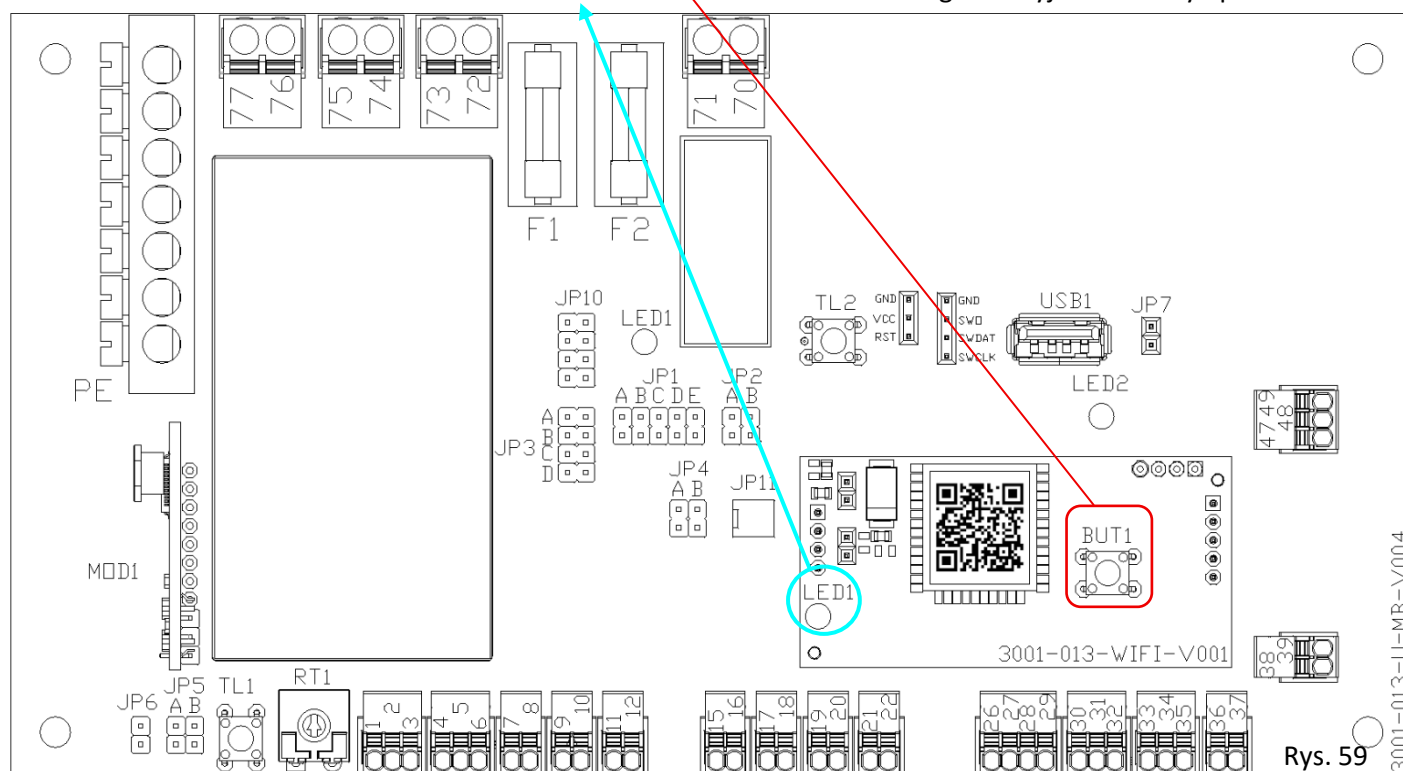 77 76
75 74
73 72
71 70
F1
F2
PE
JP10
LED1
TL2
GND
VCC
RST
GND
SWO
SWDAT
SWCLK
USB1
JP7
LED2
JP1
A B C D E
JP2
A B
JP3
A
B
C
D
JP4
A B
JP11
47 48 49
MOD1
LED1
BUT1
3001-013-WIFI-V001
38 39
JP6
JP5
A B
TL1
RT1
1 2 3
4 5 6
7 8
9 10
11 12
15 16
17 18
19 20
21 22
26 27 28 29
30 31 32
33 34 35
36 37
3001-013-U-MB-V004
Rys. 59